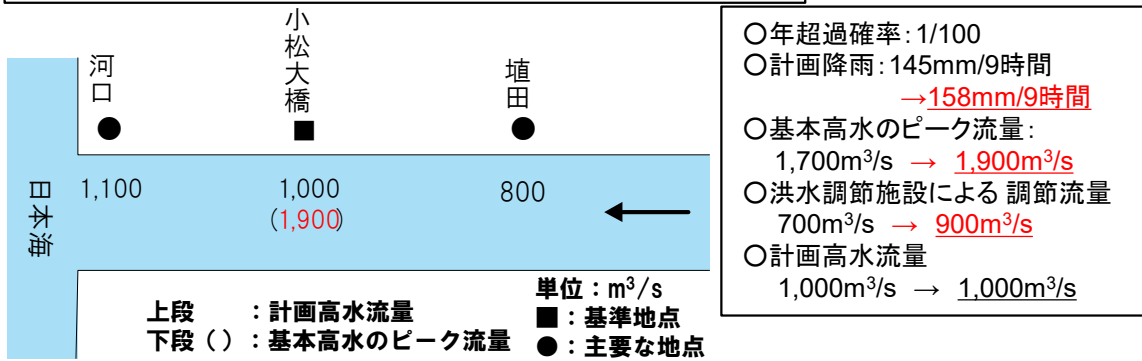 小松大橋
河口
埴田
● ■ ●
日本海
1,100 1,000 800
(1,900)
上段 :計画高水流量
下段():基本高水のピーク流量
単位:m³/s
■:基準地点
●:主要な地点
○年超過確率:1/100
○計画降雨:145mm/9時間
→158mm/9時間
○基本高水のピーク流量:
1,700m³/s → 1,900m³/s
○洪水調節施設による 調節流量
700m³/s → 900m³/s
○計画高水流量
1,000m³/s → 1,000m³/s